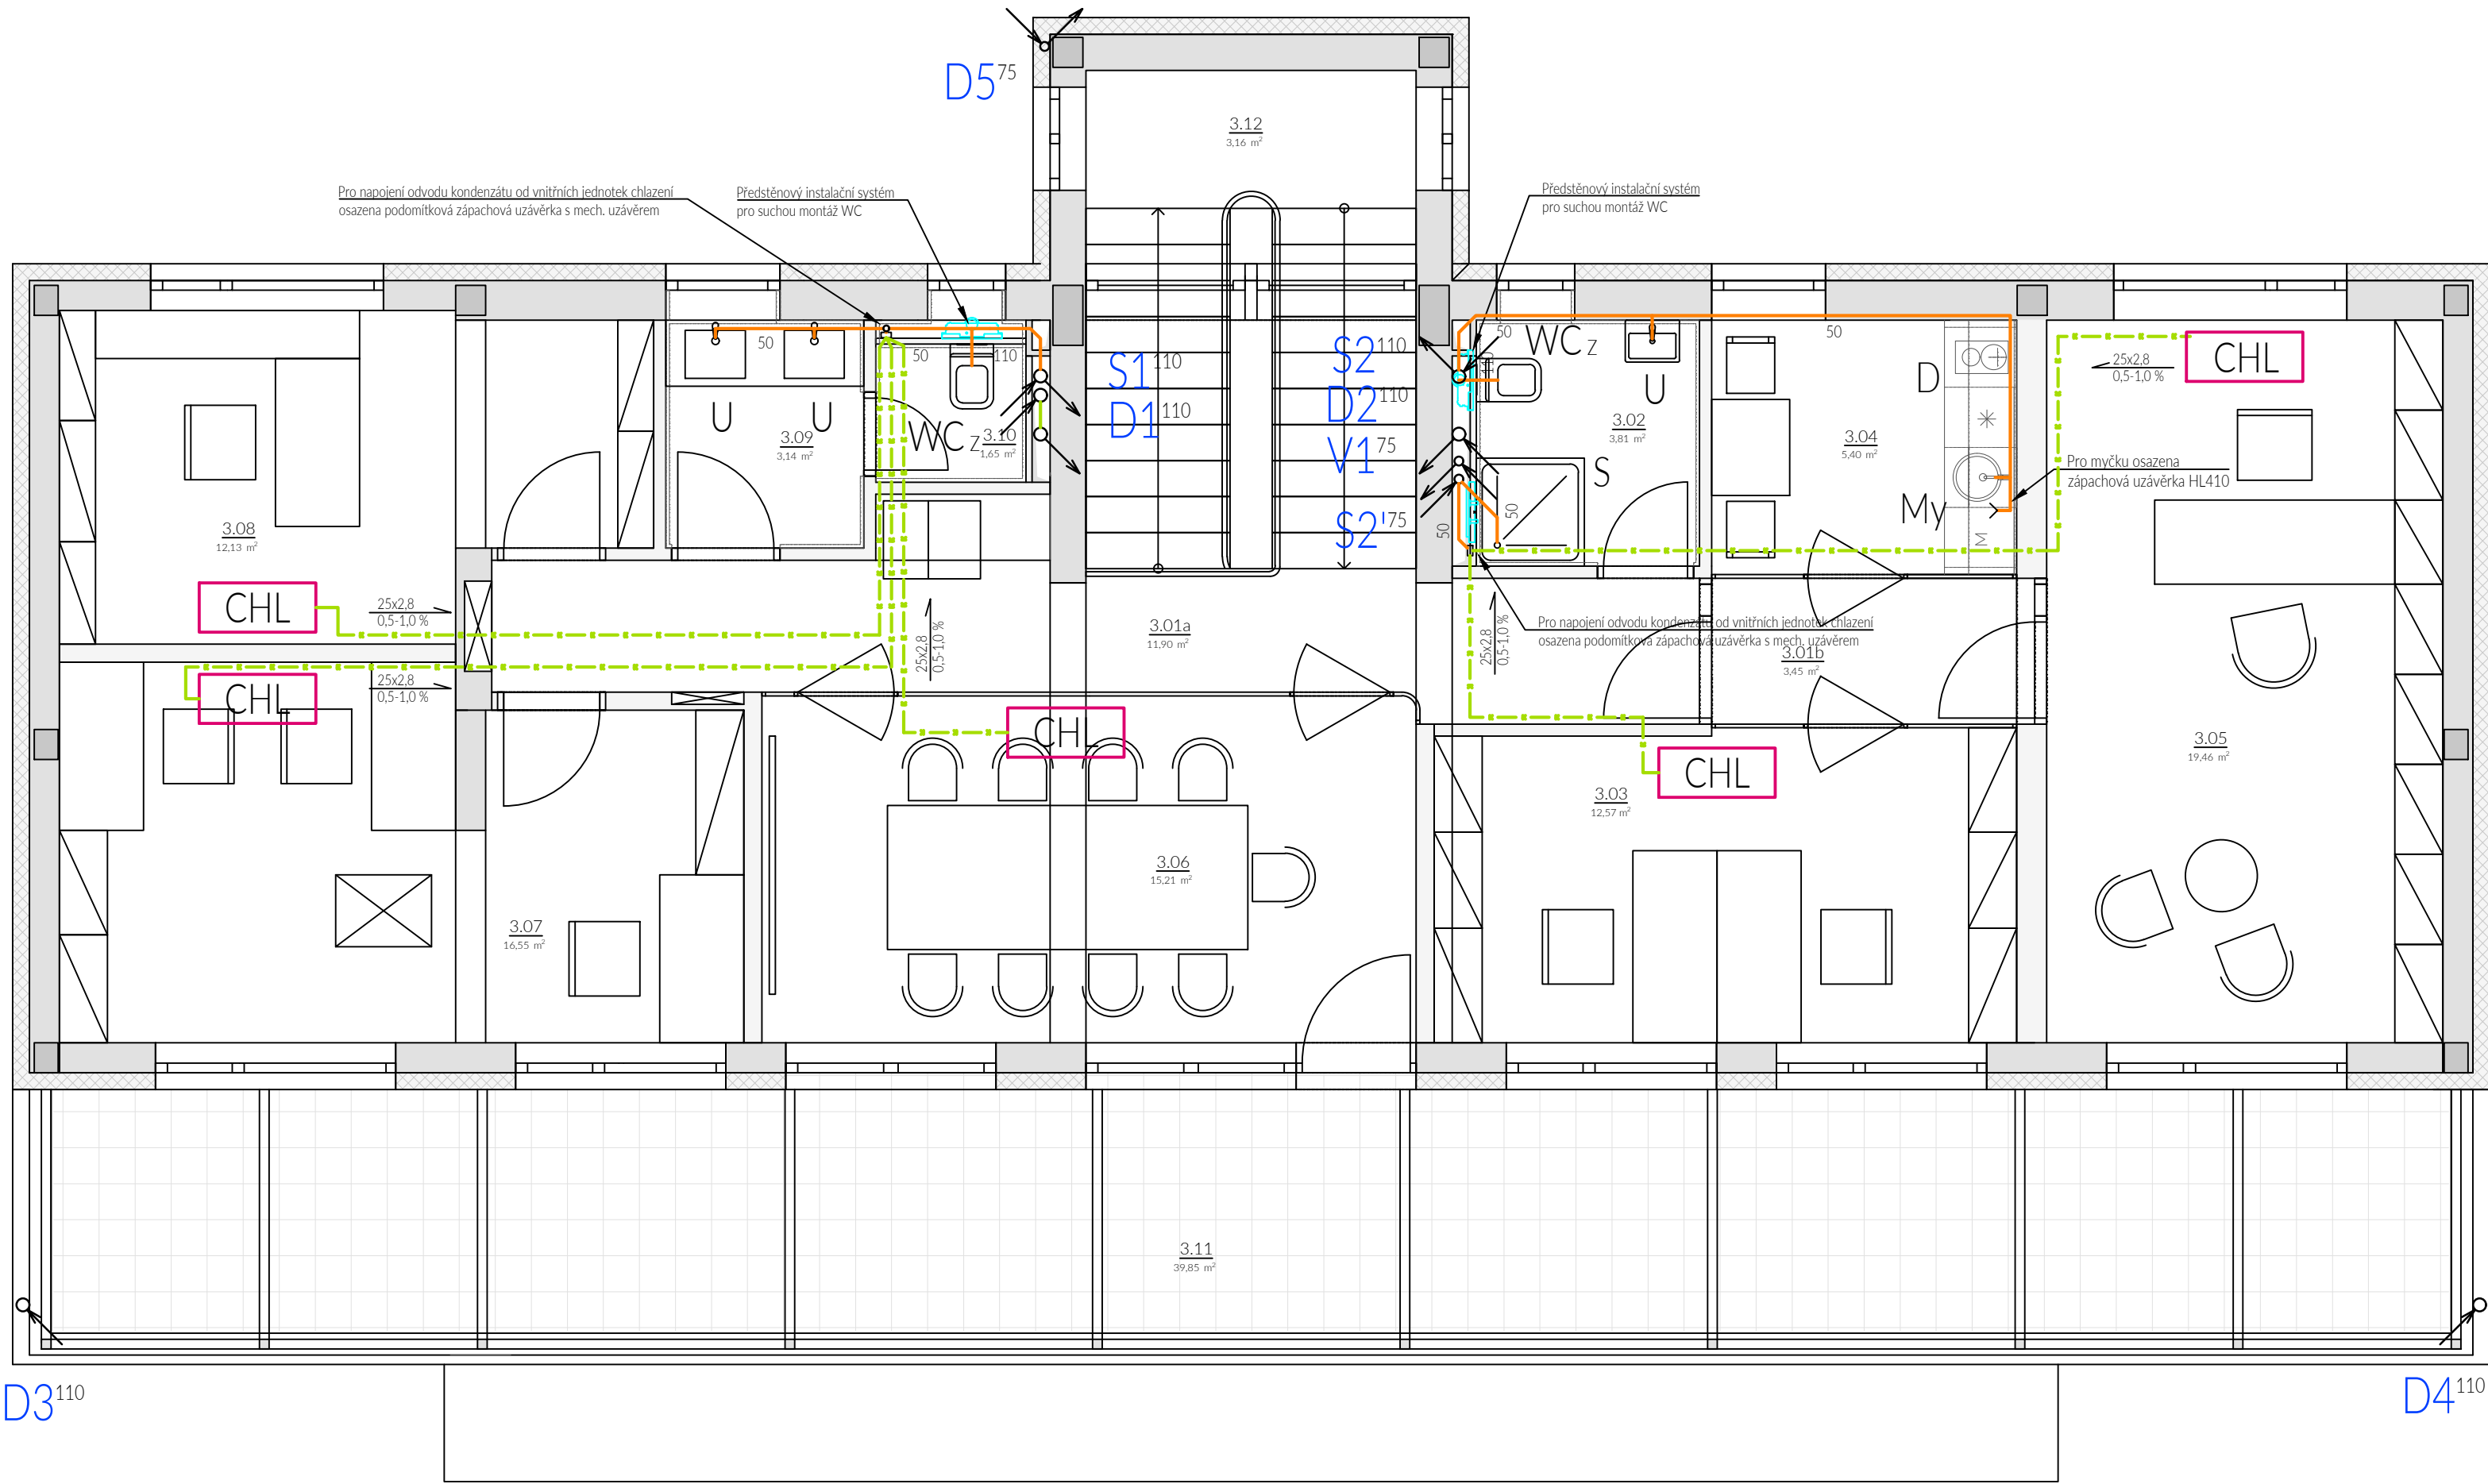 D5 75
3.12
3,16 m²
Pro napojení odvodu kondenzátu od vnitřních jednotek chlazení
osazena podomítková zápachová uzávěrka s mech. uzávěrem
Předstěnový instalační systém
pro suchou montáž WC
Předstěnový instalační systém
pro suchou montáž WC
50
50
110
S1 110
D1 110
S2 110
D2 110
V1 75
S2' 75
50
110
50
50
50
WC Z
U
U
U
WC Z
S
D
My
M
3.09
3,14 m²
3.10
1,65 m²
3.02
3,81 m²
3.04
5,40 m²
Pro myčku osazena
zápachová uzávěrka HL410
CHL
25x2,8
0,5-1,0 %
3.08
12,13 m²
CHL
25x2,8
0,5-1,0 %
CHL
25x2,8
0,5-1,0 %
25x2,8
0,5-1,0 %
3.01a
11,90 m²
25x2,8
0,5-1,0 %
Pro napojení odvodu kondenzátu od vnitřních jednotek chlazení
osazena podomítková zápachová uzávěrka s mech. uzávěrem
3.01b
3,45 m²
CHL
CHL
3.05
19,46 m²
3.03
12,57 m²
3.06
15,21 m²
3.07
16,55 m²
3.11
39,85 m²
D3 110
D4 110